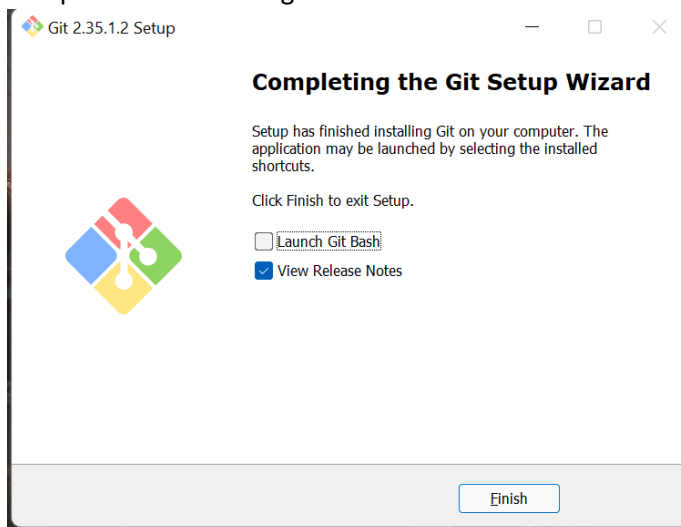 Git 2.35.1.2 Setup
Completing the Git Setup Wizard
Setup has finished installing Git on your computer. The
application may be launched by selecting the installed
shortcuts.
Click Finish to exit Setup.
Launch Git Bash
View Release Notes
Finish